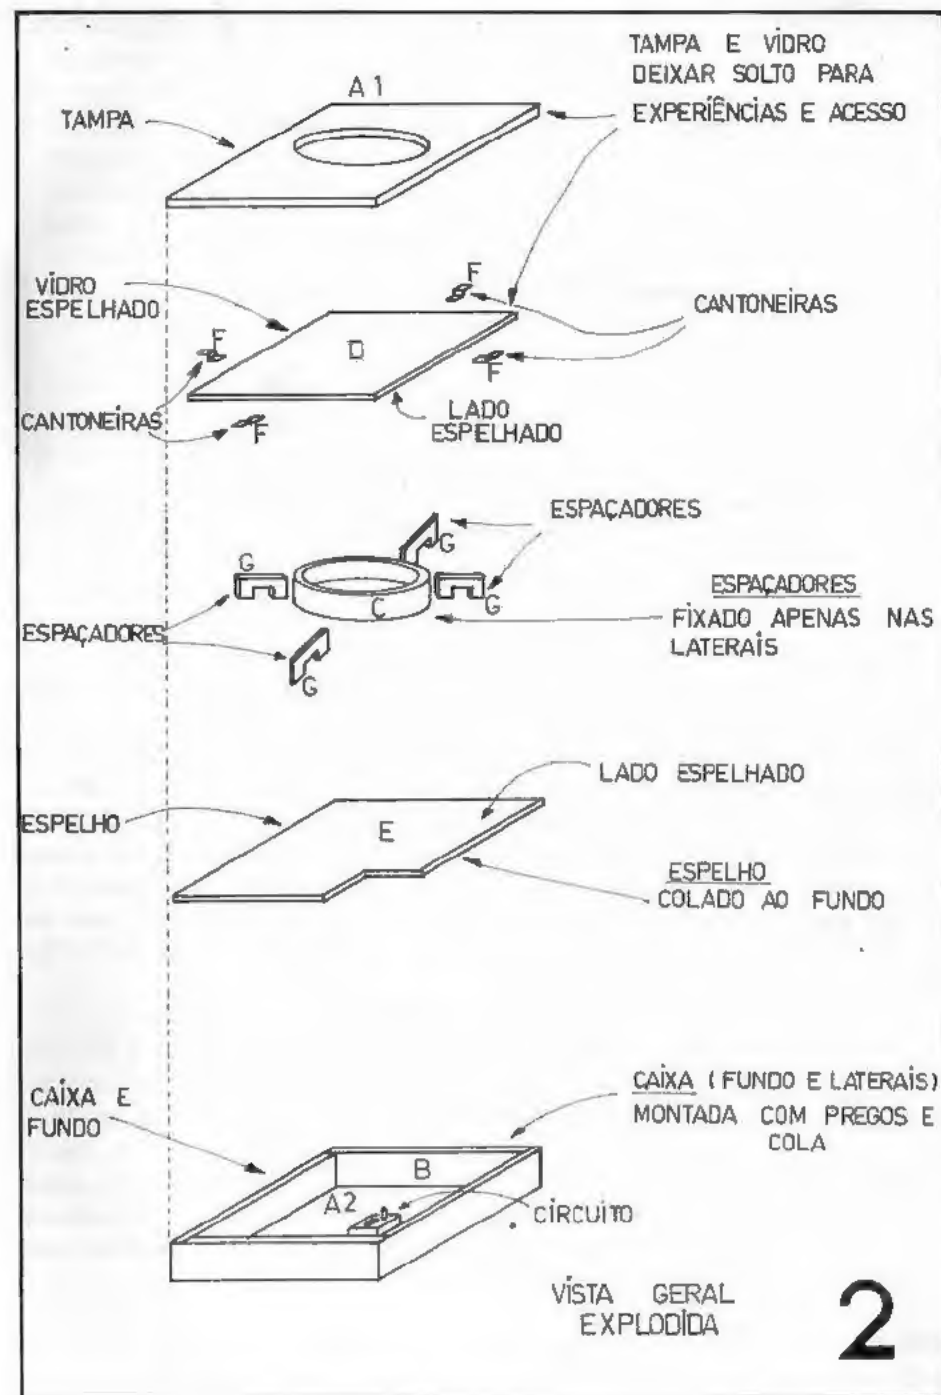 TAMPA E VIDRO
DEIXAR SOLTO PARA
EXPERIÊNCIAS E ACESSO
A1
TAMPA
VIDRO
ESPELHADO
F
CANTONEIRAS
F
D
F
CANTONEIRAS
F
LADO
ESPELHADO
ESPAÇADORES
G
G
C
G
ESPAÇADORES
FIXADO APENAS NAS
LATERAIS
ESPAÇADORES
G
LADO ESPELHADO
ESPELHO
E
ESPELHO
COLADO AO FUNDO
CAIXA E
FUNDO
CAIXA (FUNDO E LATERAIS)
MONTADA COM PREGOS E
COLA
B
A2
CIRCUITO
VISTA GERAL
EXPLODIDA
2